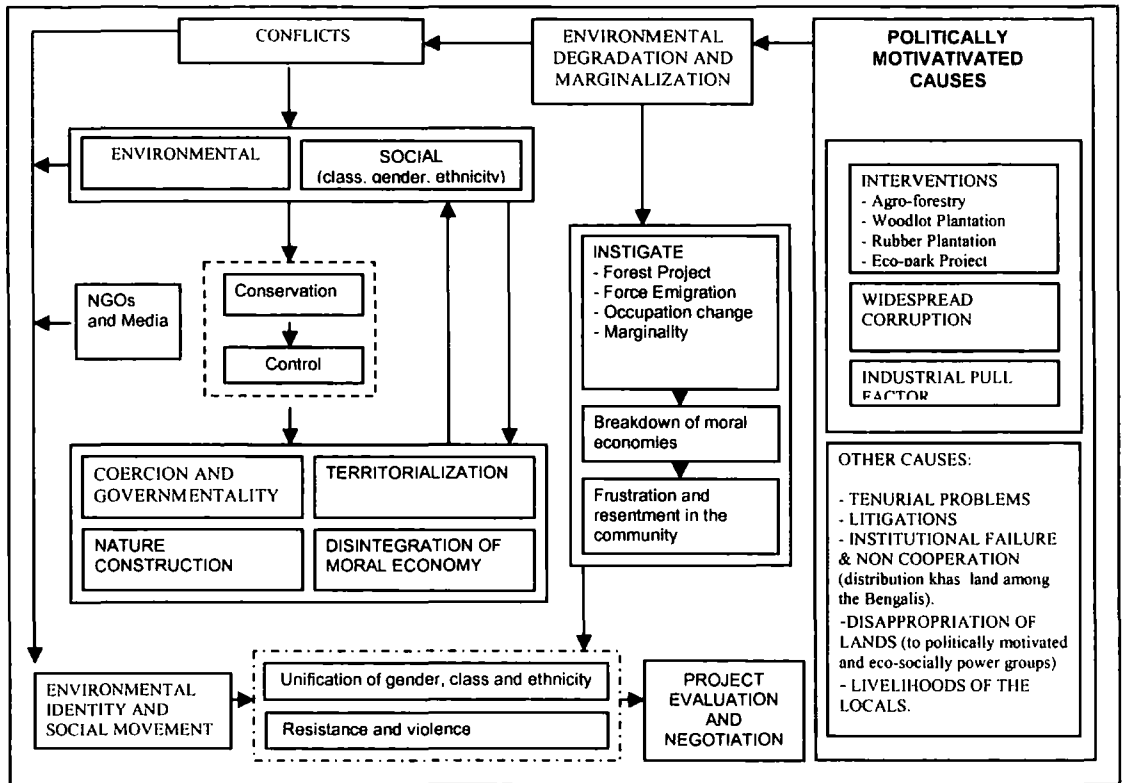 CONFLICTS
ENVIRONMENTAL
DEGRADATION AND
MARGINALIZATION
POLITICALLY
MOTIVATIVATED
CAUSES
ENVIRONMENTAL
SOCIAL
(class, gender, ethnicity)
INTERVENTIONS
- Agro-forestry
- Woodlot Plantation
- Rubber Plantation
- Eco-park Project
WIDESPREAD
CORRUPTION
INDUSTRIAL PULL
FACTOR
INSTIGATE
- Forest Project
- Force Emigration
- Occupation change
- Marginality
Breakdown of moral
economies
Frustration and
resentment in the
community
NGOs
and Media
Conservation
Control
COERCION AND
GOVERNMENTALITY
TERRITORIALIZATION
NATURE
CONSTRUCTION
DISINTEGRATION OF
MORAL ECONOMY
OTHER CAUSES:
- TENURIAL PROBLEMS
- LITIGATIONS
- INSTITUTIONAL FAILURE
& NON COOPERATION
(distribution khas land among
the Bengalis).
-DISAPPROPRIATION OF
LANDS (to politically motivated
and eco-socially power groups)
- LIVELIHOODS OF THE
LOCALS.
ENVIRONMENTAL
IDENTITY AND
SOCIAL MOVEMENT
Unification of gender, class and ethnicity
Resistance and violence
PROJECT
EVALUATION
AND
NEGOTIATION